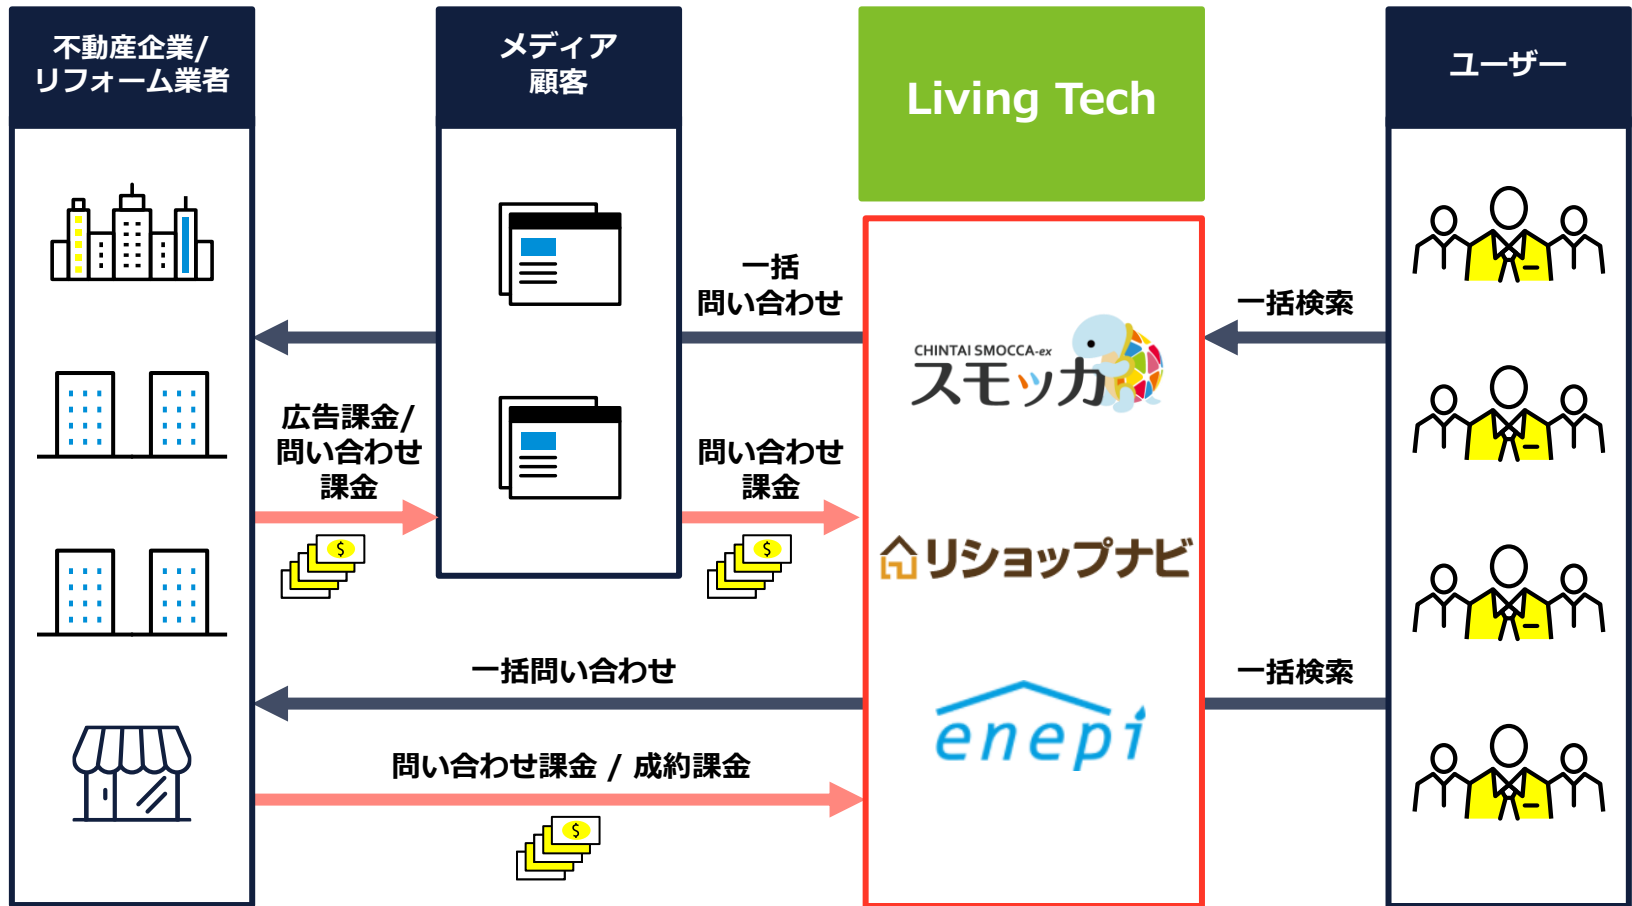 不動産企業/
リフォーム業者
メディア
顧客
Living Tech
ユーザー
一括
問い合わせ
一括検索
CHINTAI SMOCCA-ex
スモッカ
広告課金/
問い合わせ
課金
$
問い合わせ
課金
$
リショップナビ
一括問い合わせ
一括検索
enepi
問い合わせ課金 / 成約課金
$